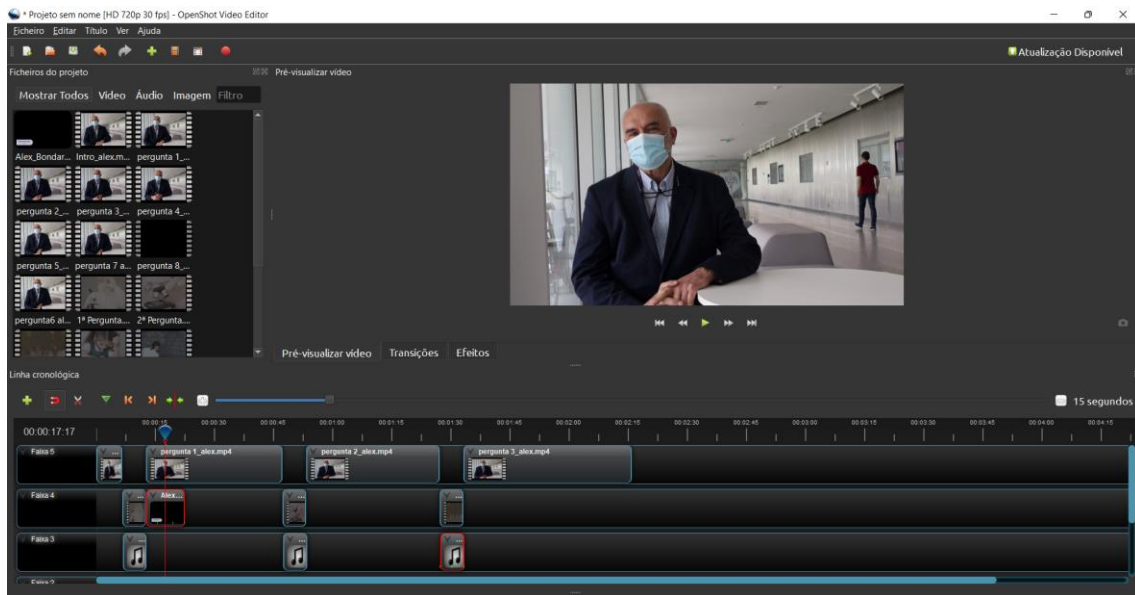 * Projeto sem nome [HD 720p 30 fps] - OpenShot Video Editor
Ficheiro Editar Título Ver Ajuda
Atualização Disponível
Ficheiros do projeto
Pré-visualizar vídeo
Mostrar Todos Vídeo Áudio Imagem Filtro
Alex_Bondar... Intro_alex.m... pergunta 1_...
pergunta 2_... pergunta 3_... pergunta 4_...
pergunta 5_... pergunta 7 a... pergunta 8_...
pergunta6 al... 1ª Pergunta.... 2ª Pergunta....
Pré-visualizar vídeo Transições Efeitos
Linha cronológica
15 segundos
00:00:17:17
00:00:15 00:00:30 00:00:45 00:01:00 00:01:15 00:01:30 00:01:45 00:02:00 00:02:15 00:02:30 00:02:45 00:03:00 00:03:15 00:03:30 00:03:45 00:04:00 00:04:15
Faixa 5 ... pergunta 1_alex.mp4 pergunta 2_alex.mp4 pergunta 3_alex.mp4
Faixa 4 ... Alex... ... ...
Faixa 3 ... ... ...
Faixa 2